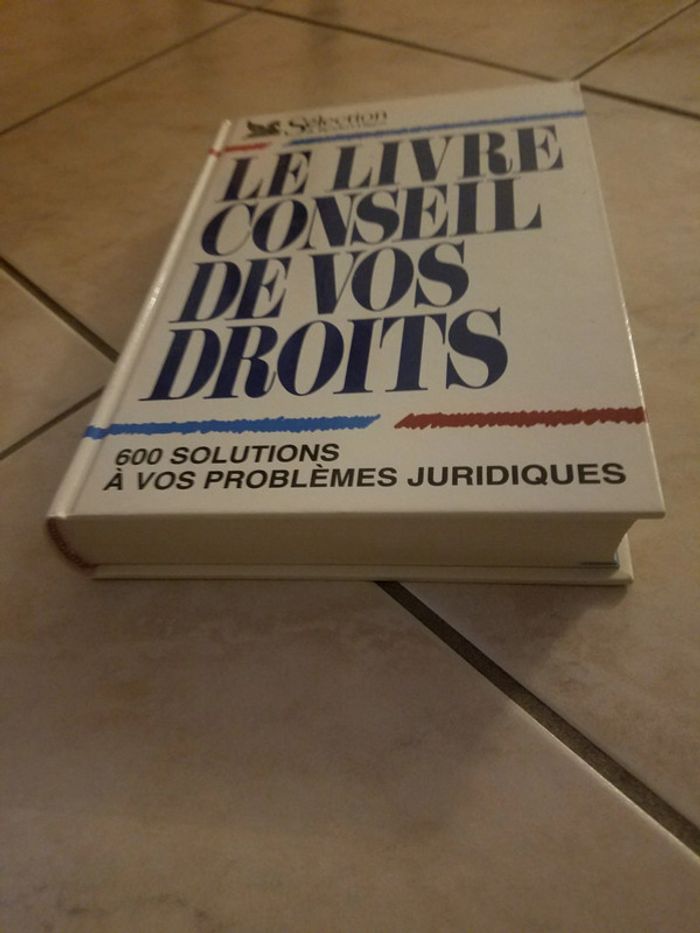 Sélection
LE LIVRE
CONSEIL
DE VOS
DROITS
600 SOLUTIONS
À VOS PROBLÈMES JURIDIQUES